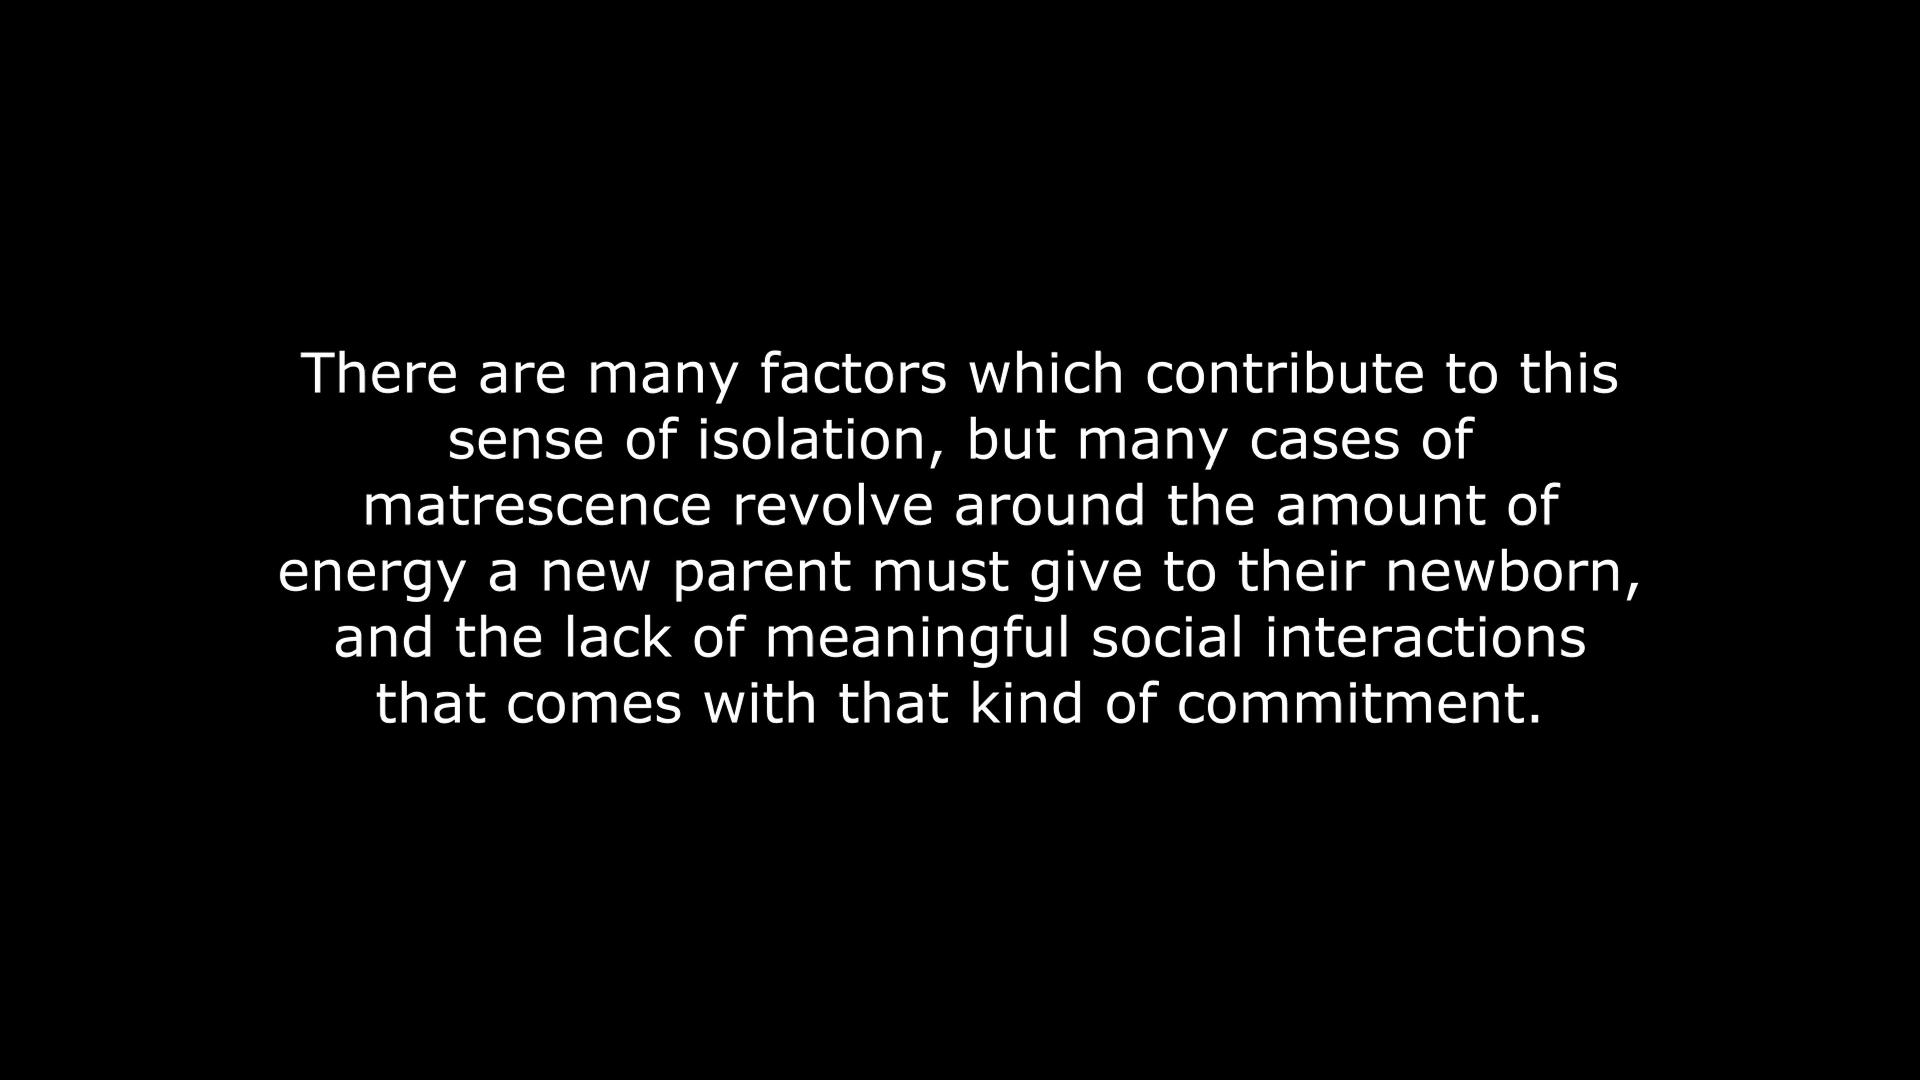 There are many factors which contribute to this
sense of isolation, but many cases of
matrescence revolve around the amount of
energy a new parent must give to their newborn,
and the lack of meaningful social interactions
that comes with that kind of commitment.